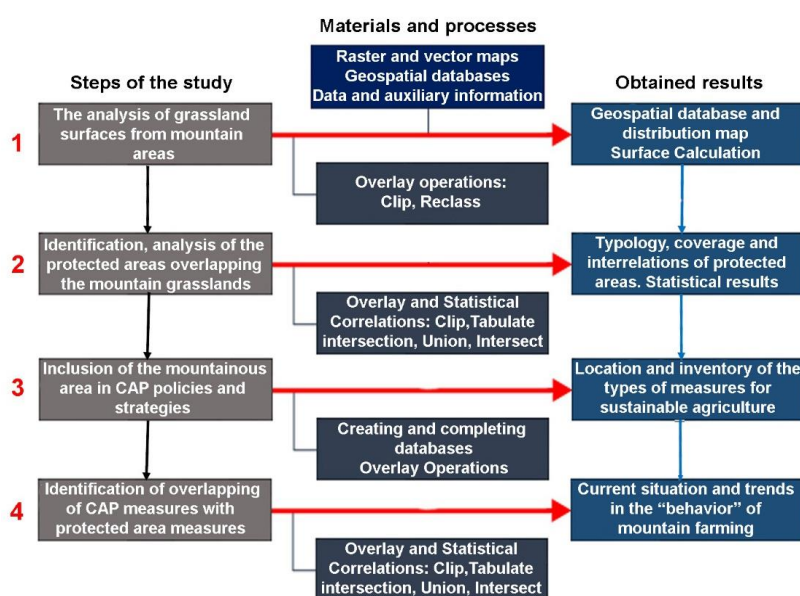 Materials and processes
Raster and vector maps
Geospatial databases
Data and auxiliary information
Steps of the study
Obtained results
1
The analysis of grassland
surfaces from mountain
areas
Geospatial database and
distribution map
Surface Calculation
Overlay operations:
Clip, Reclass
2
Identification, analysis of the
protected areas overlapping
the mountain grasslands
Typology, coverage and
interrelations of protected
areas. Statistical results
Overlay and Statistical
Correlations: Clip,Tabulate
intersection, Union, Intersect
3
Inclusion of the mountainous
area in CAP policies and
strategies
Location and inventory of the
types of measures for
sustainable agriculture
Creating and completing
databases
Overlay Operations
4
Identification of overlapping
of CAP measures with
protected area measures
Current situation and trends
in the “behavior” of
mountain farming
Overlay and Statistical
Correlations: Clip,Tabulate
intersection, Union, Intersect